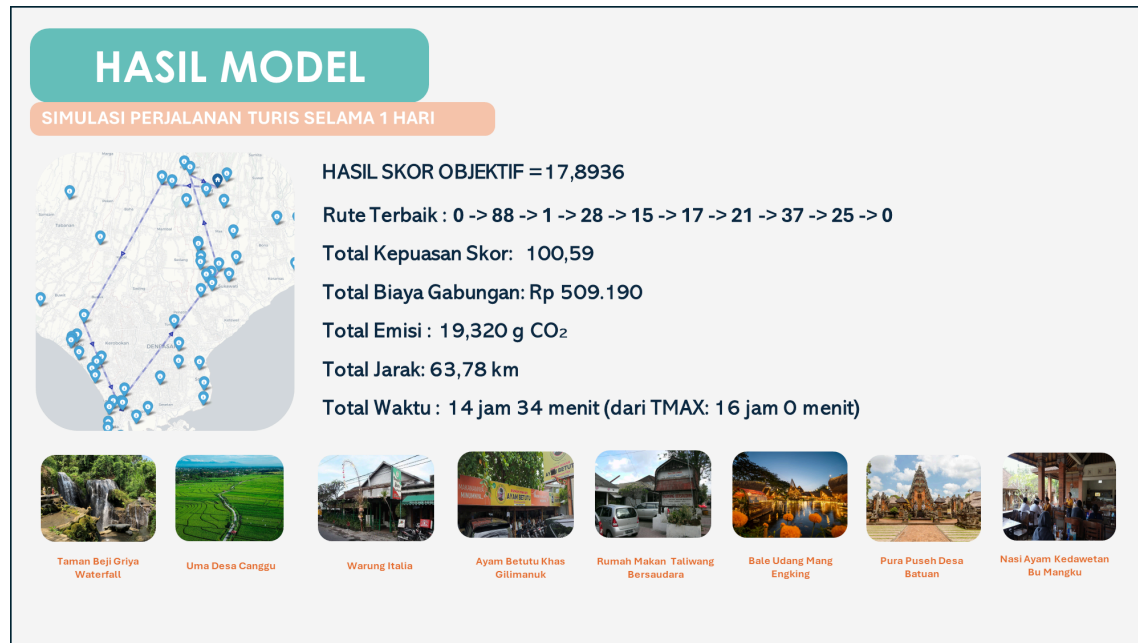 HASIL MODEL
SIMULASI PERJALANAN TURIS SELAMA 1 HARI
HASIL SKOR OBJEKTIF =17,8936
Rute Terbaik : 0 -> 88 -> 1 -> 28 -> 15 -> 17 -> 21 -> 37 -> 25 -> 0
Total Kepuasan Skor: 100,59
Total Biaya Gabungan: Rp 509.190
Total Emisi : 19,320 g CO₂
Total Jarak: 63,78 km
Total Waktu : 14 jam 34 menit (dari TMAX: 16 jam 0 menit)
AYAM BETUTU
Taman Beji Griya
Waterfall
Uma Desa Canggu
Warung Italia
Ayam Betutu Khas
Gilimanuk
Rumah Makan Taliwang
Bersaudara
Bale Udang Mang
Engking
Pura Puseh Desa
Batuan
Nasi Ayam Kedawetan
Bu Mangku